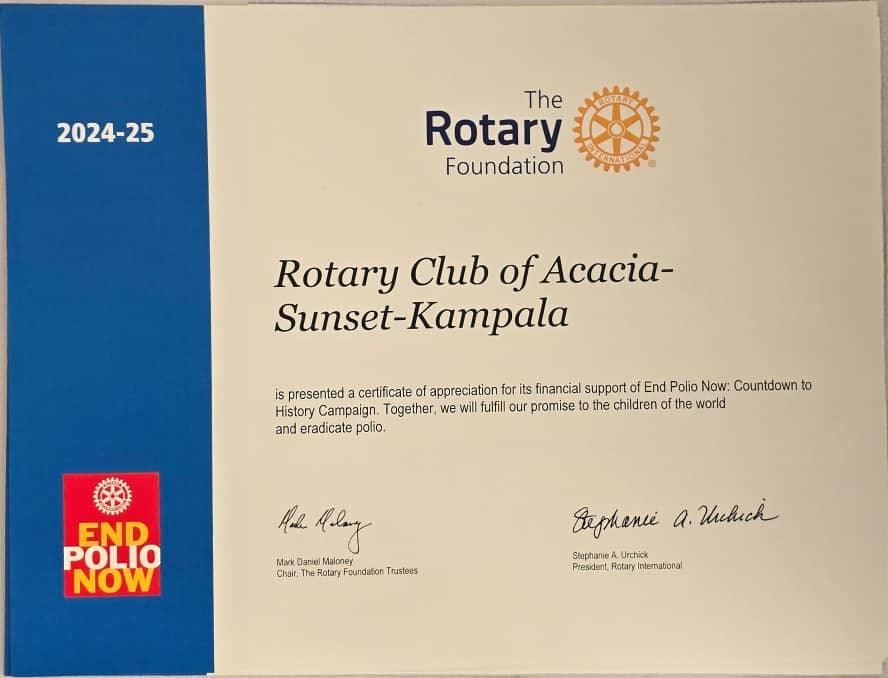 2024-25
The
Rotary
Foundation
ROTARY
INTERNATIONAL
®
Rotary Club of Acacia-
Sunset-Kampala
is presented a certificate of appreciation for its financial support of End Polio Now: Countdown to
History Campaign. Together, we will fulfill our promise to the children of the world
and eradicate polio.
Stephanie A. Urchick
Mark Daniel Maloney
Chair, The Rotary Foundation Trustees
Stephanie A. Urchick
President, Rotary International
END
POLIO
NOW